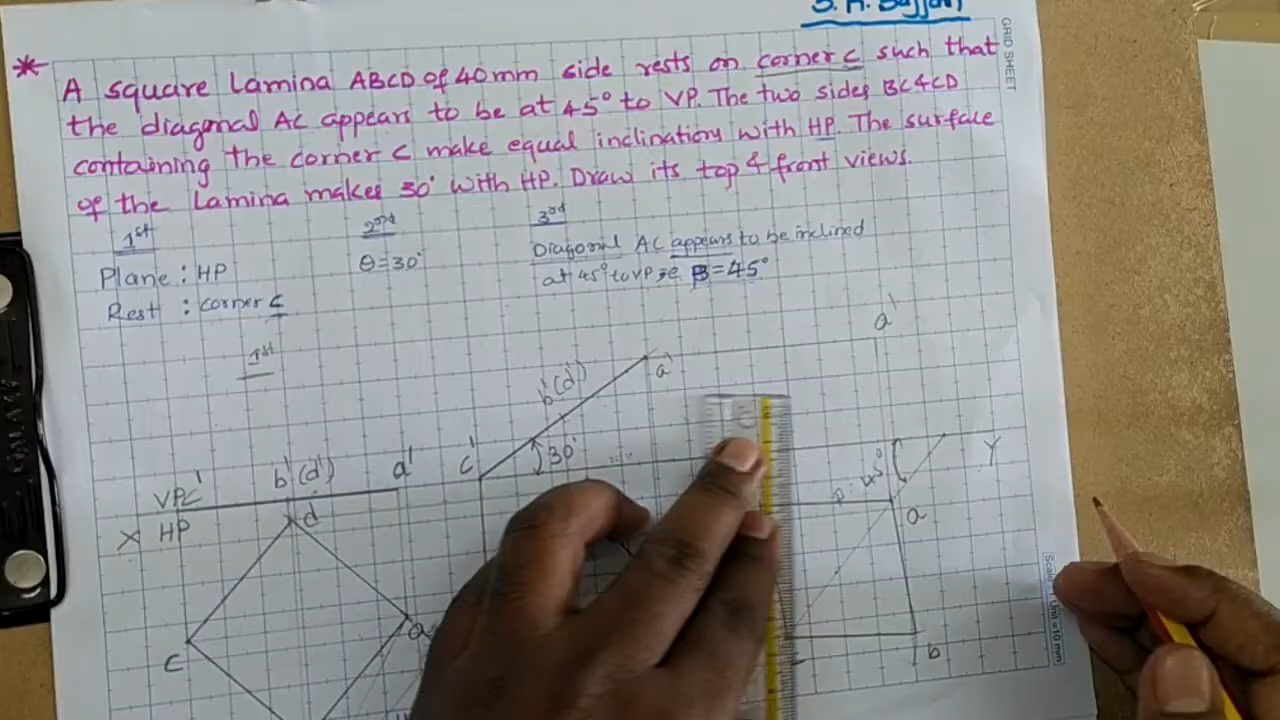 * A square Lamina ABCD of 40mm side rests on corner C such that
the diagonal AC appears to be at 45° to VP. The two sides BC & CD
containing the corner C make equal inclination with HP. The surface
of the Lamina makes 30° with HP. Draw its top & front views.
1st 2nd 3rd
Plane : HP θ=30° Diagonal AC appears to be inclined
Rest : corner C at 45° to VP ie β=45°
1st
a'
b'(d') a'
c' 30°
VP c' b'(d') a'
X HP
45° Y
d a
c a
b
GRID SHEET